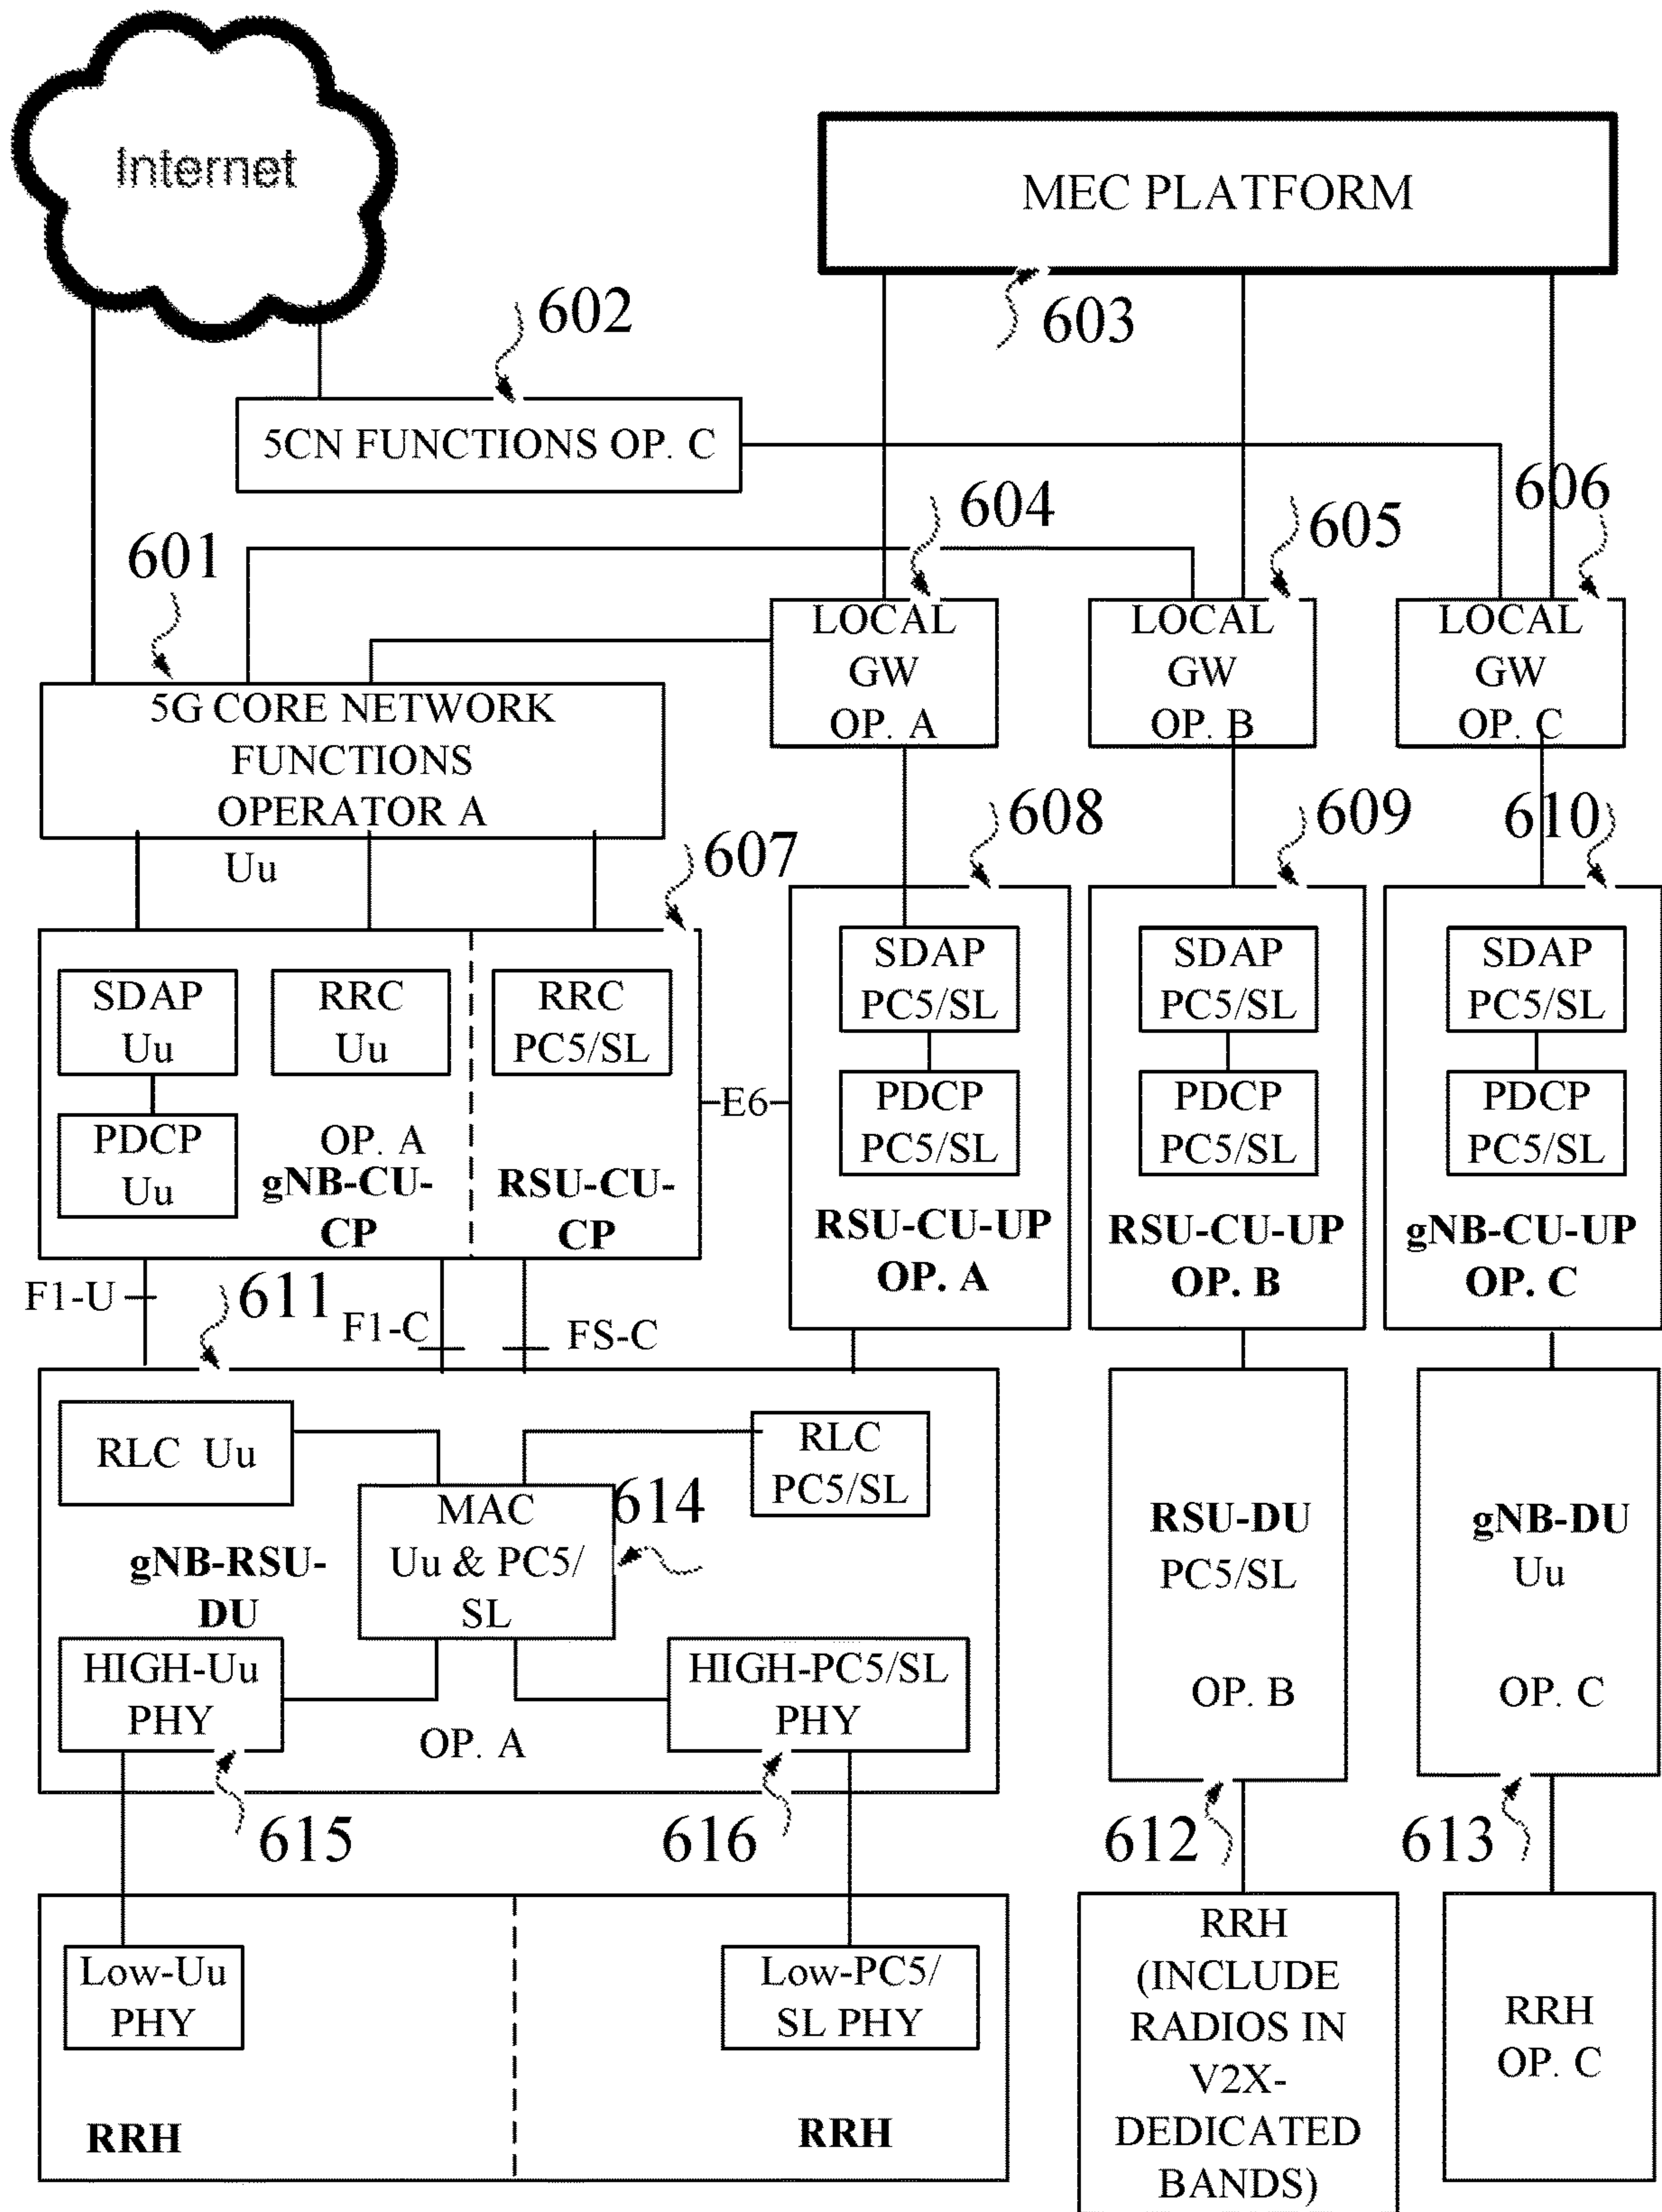 Internet
MEC PLATFORM
602
603
5CN FUNCTIONS OP. C
604
605
606
601
LOCAL
GW
OP. A
LOCAL
GW
OP. B
LOCAL
GW
OP. C
5G CORE NETWORK
FUNCTIONS
OPERATOR A
Uu
607
608
609
610
SDAP
Uu
RRC
Uu
RRC
PC5/SL
PDCP
Uu
OP. A
gNB-CU-
CP
RSU-CU-
CP
E6
SDAP
PC5/SL
PDCP
PC5/SL
RSU-CU-UP
OP. A
SDAP
PC5/SL
PDCP
PC5/SL
RSU-CU-UP
OP. B
SDAP
PC5/SL
PDCP
PC5/SL
gNB-CU-UP
OP. C
F1-U
611
F1-C
FS-C
RLC Uu
RLC
PC5/SL
MAC
Uu & PC5/
SL
614
gNB-RSU-
DU
HIGH-Uu
PHY
HIGH-PC5/SL
PHY
OP. A
615
616
RSU-DU
PC5/SL
OP. B
gNB-DU
Uu
OP. C
612
613
Low-Uu
PHY
Low-PC5/
SL PHY
RRH
RRH
RRH
(INCLUDE
RADIOS IN
V2X-
DEDICATED
BANDS)
RRH
OP. C